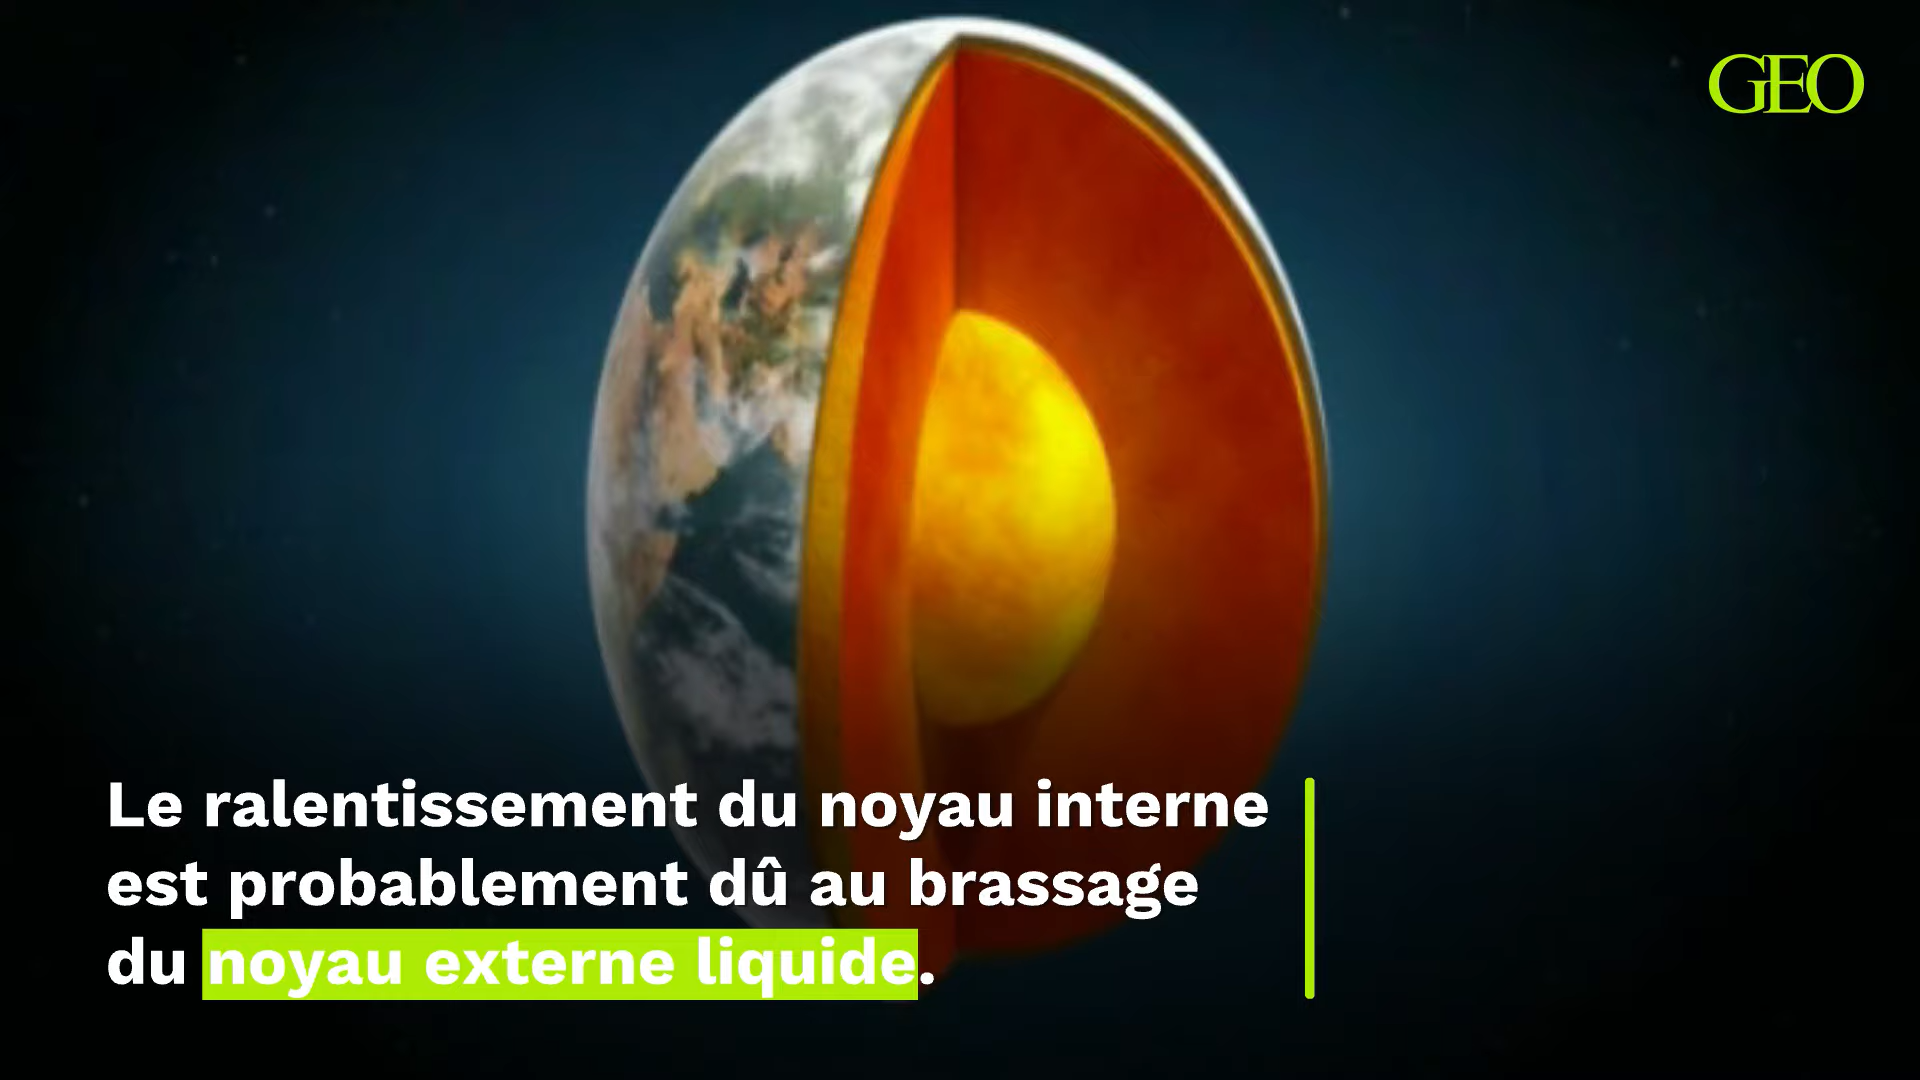 GEO
Le ralentissement du noyau interne
est probablement dû au brassage
du noyau externe liquide.